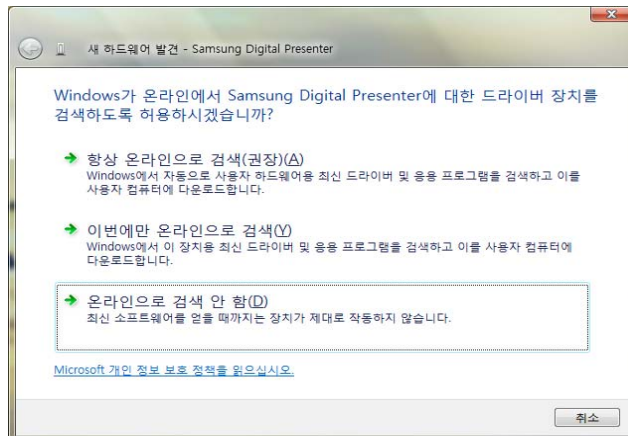 새 하드웨어 발견 - Samsung Digital Presenter
Windows가 온라인에서 Samsung Digital Presenter에 대한 드라이버 장치를
검색하도록 허용하시겠습니까?
항상 온라인으로 검색(권장)(A)
Windows에서 자동으로 사용자 하드웨어용 최신 드라이버 및 응용 프로그램을 검색하고 이를
사용자 컴퓨터에 다운로드합니다.
이번에만 온라인으로 검색(Y)
Windows에서 이 장치용 최신 드라이버 및 응용 프로그램을 검색하고 이를 사용자 컴퓨터에
다운로드합니다.
온라인으로 검색 안 함(D)
최신 소프트웨어를 얻을 때까지는 장치가 제대로 작동하지 않습니다.
Microsoft 개인 정보 보호 정책을 읽으십시오.
취소